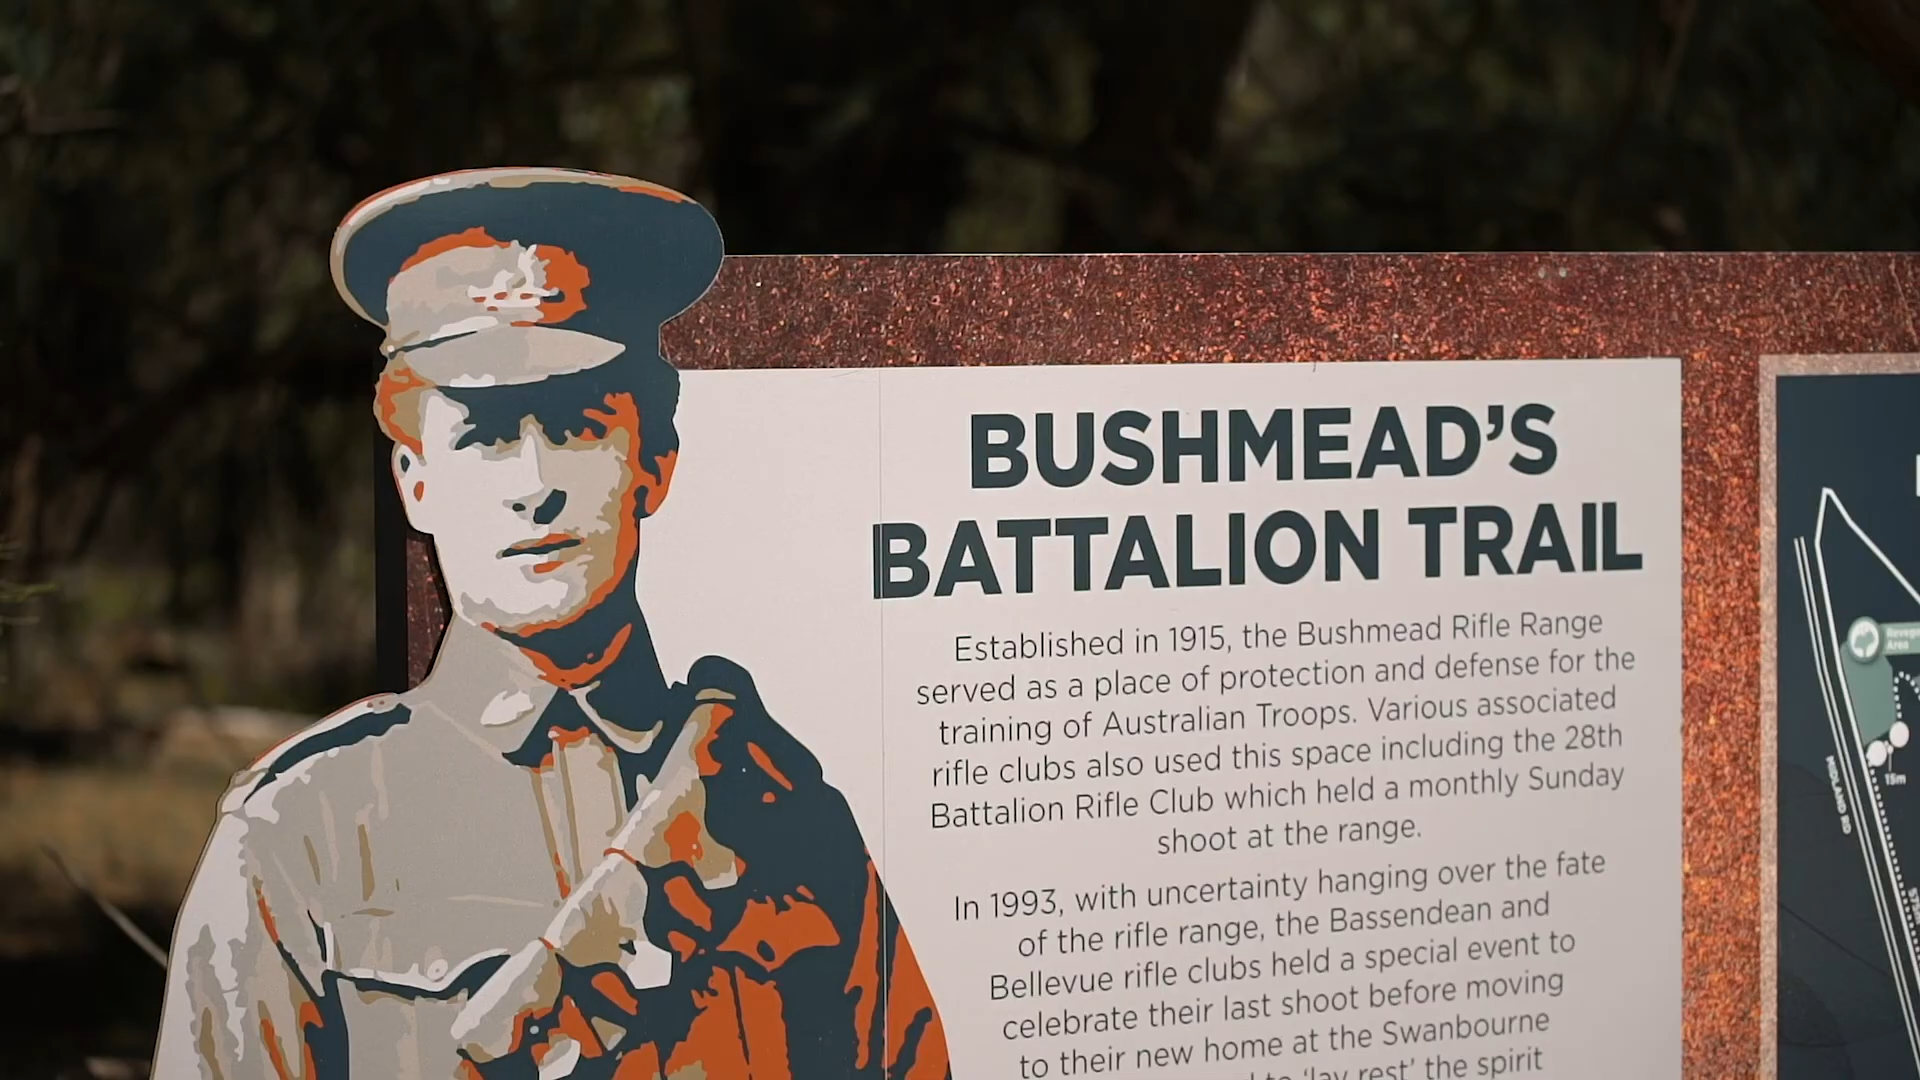 BUSHMEAD'S
BATTALION TRAIL
Established in 1915, the Bushmead Rifle Range
served as a place of protection and defense for the
training of Australian Troops. Various associated
rifle clubs also used this space including the 28th
Battalion Rifle Club which held a monthly Sunday
shoot at the range.
In 1993, with uncertainty hanging over the fate
of the rifle range, the Bassendean and
Bellevue rifle clubs held a special event to
celebrate their last shoot before moving
to their new home at the Swanbourne
to 'lay rest' the spirit
Area
15m
MIDLAND RD